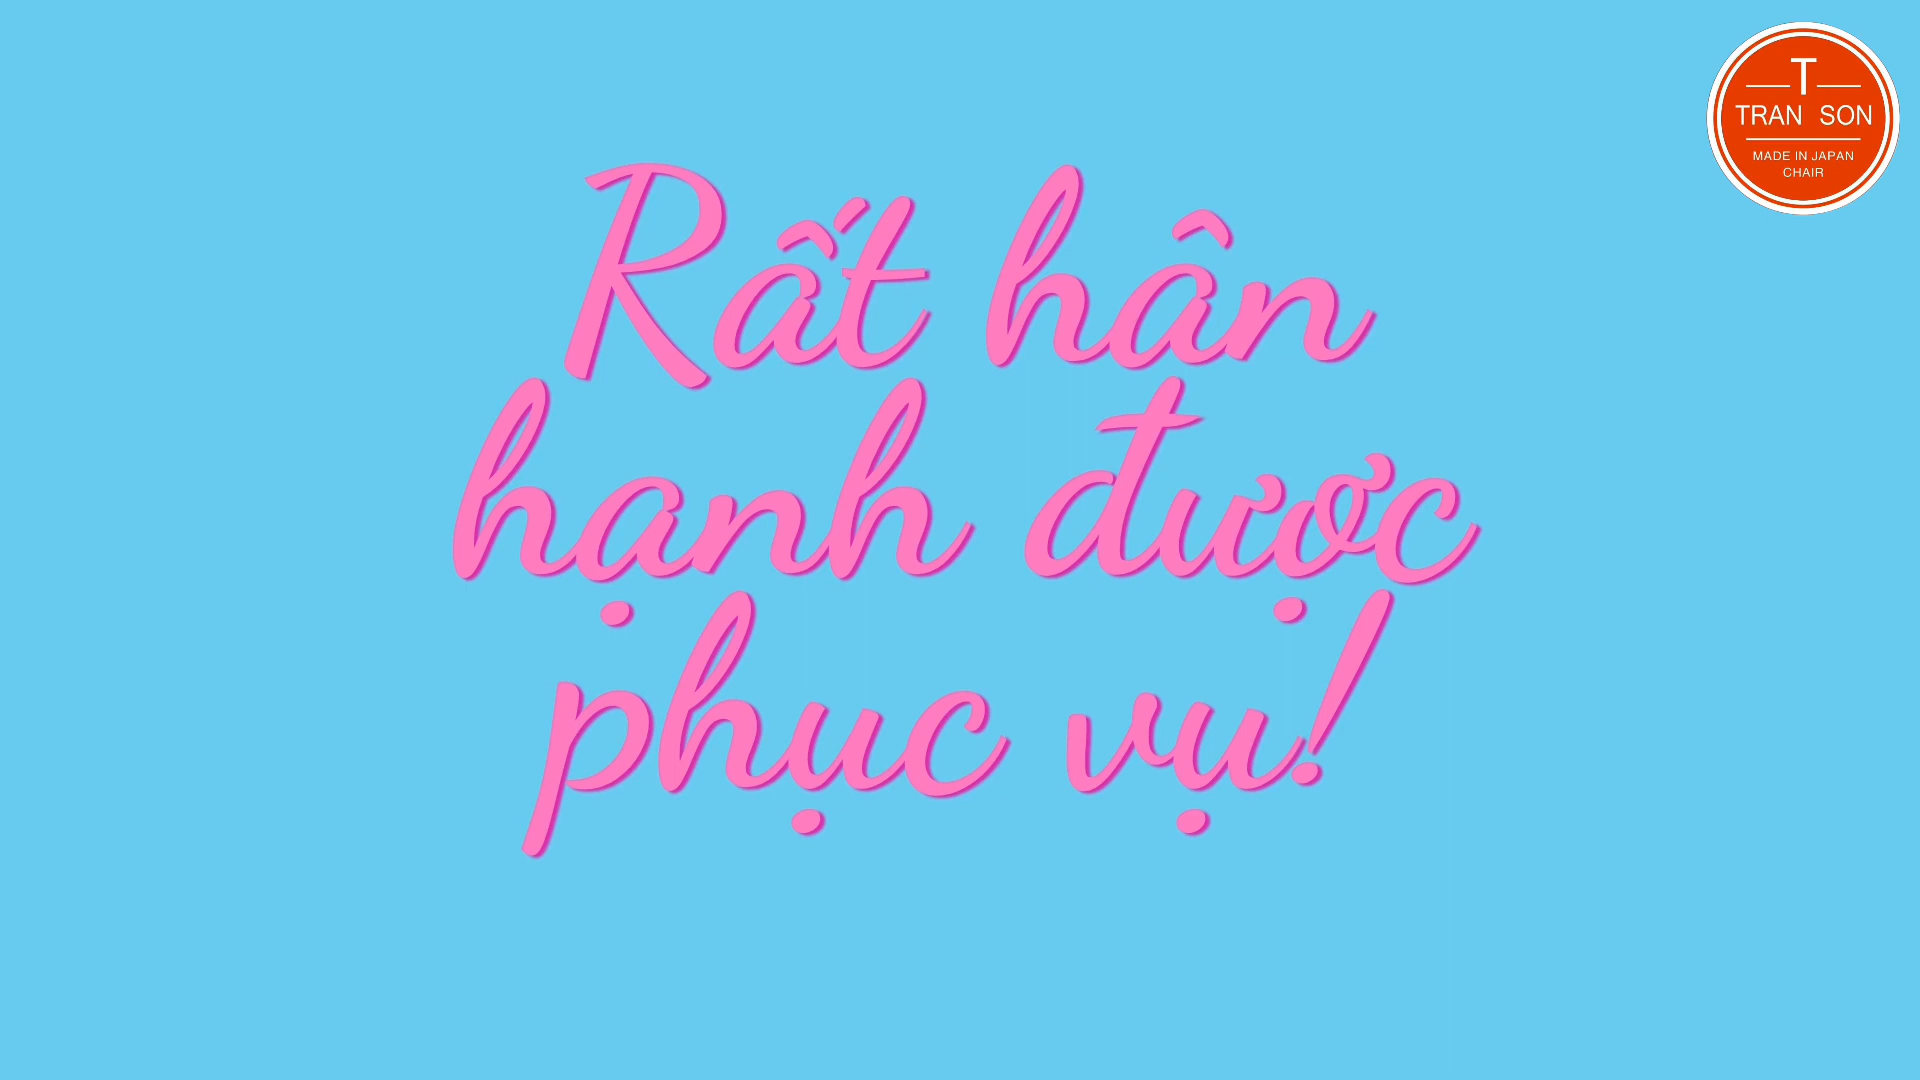 T
TRAN SON
MADE IN JAPAN
CHAIR
Rất hân
hạnh được
phục vụ!